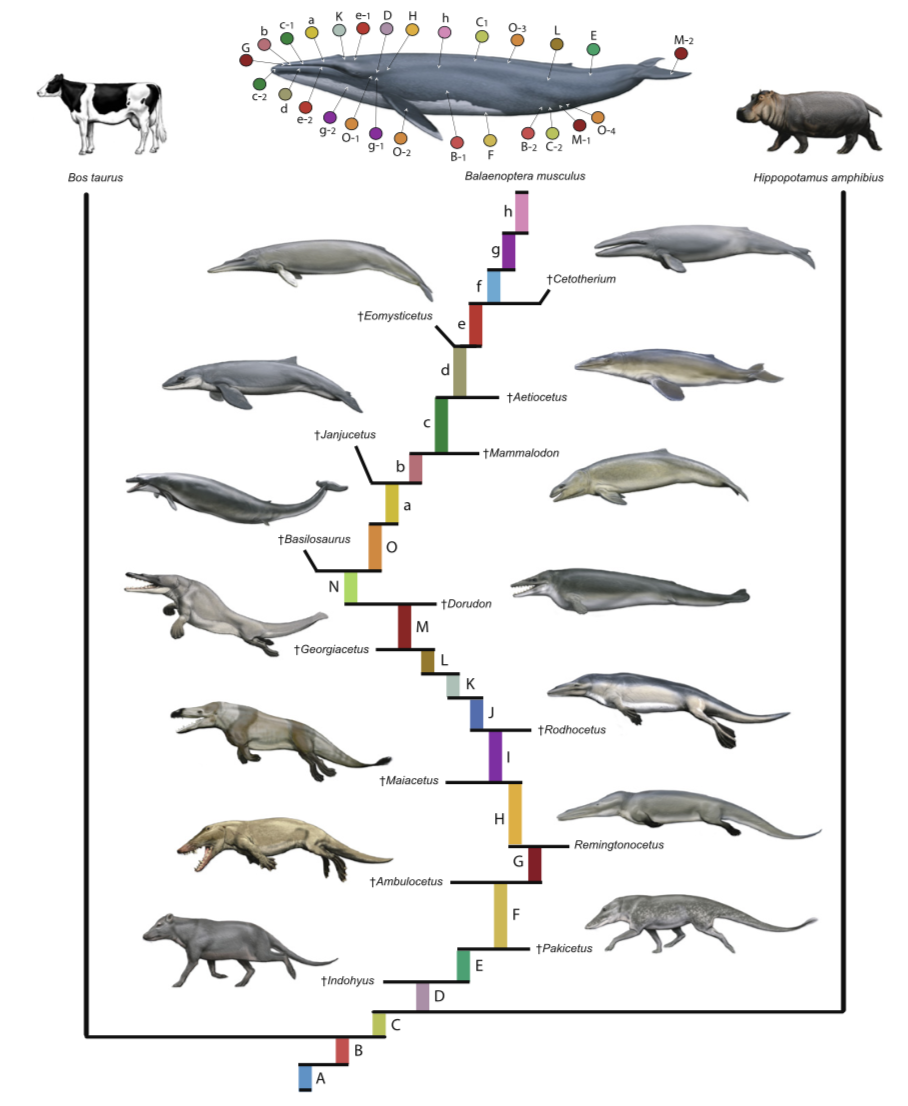 b c-1 a K e-1 D H h C1 O-3 L E M-2
G
c-2 d e-2 g-2 O-1 g-1 O-2 B-1 F B-2 C-2 M-1 O-4
Bos taurus
Balaenoptera musculus
Hippopotamus amphibius
h
g
f
†Cetotherium
†Eomysticetus
e
d
†Aetiocetus
c
†Janjucetus
†Mammalodon
b
a
†Basilosaurus
O
N
†Dorudon
M
†Georgiacetus
L
K
J
†Rodhocetus
I
†Maiacetus
H
Remingtonocetus
G
†Ambulocetus
F
†Pakicetus
E
†Indohyus
D
C
B
A